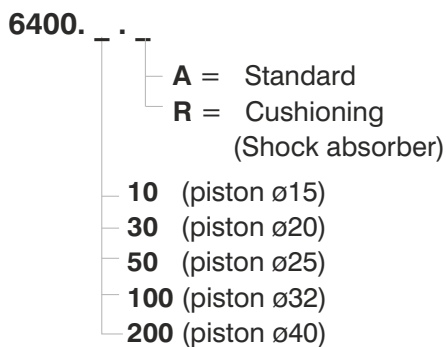 6400. _ . _
A = Standard
R = Cushioning
(Shock absorber)
10 (piston ø15)
30 (piston ø20)
50 (piston ø25)
100 (piston ø32)
200 (piston ø40)